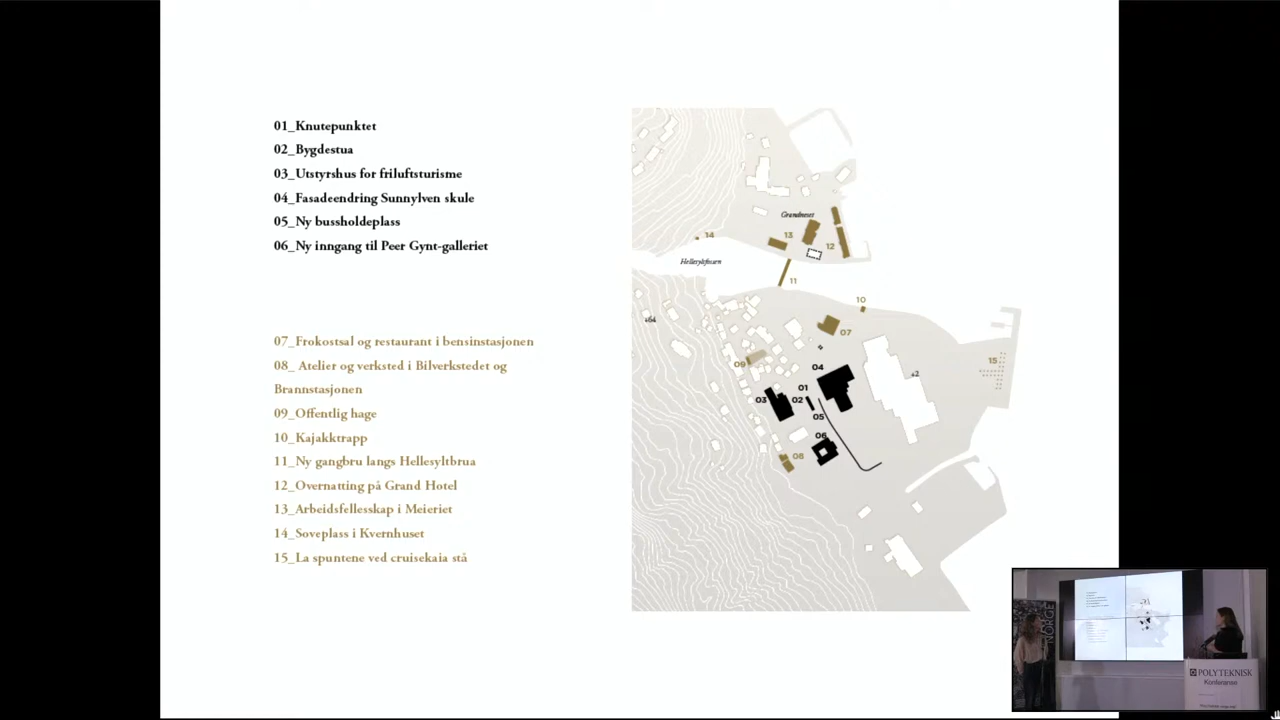 01_Knutepunktet
02_Bygdestua
03_Utstyrshus for friluftsturisme
04_Fasadeendring Sunnylven skule
05_Ny bussholdeplass
06_Ny inngang til Peer Gynt-galleriet
07_Frokostsal og restaurant i bensinstasjonen
08_ Atelier og verksted i Bilverkstedet og
Brannstasjonen
09_Offentlig hage
10_Kajakktrapp
11_Ny gangbru langs Hellesyltbrua
12_Overnatting på Grand Hotel
13_Arbeidsfellesskap i Meieriet
14_Soveplass i Kvernhuset
15_La spuntene ved cruisekaia stå
Grandneset
14
13
12
Hellesyltfossen
11
10
+64
07
15
09
04
+2
01
03
02
05
06
08
NORGE
POLYTEKNISK
Konferanse